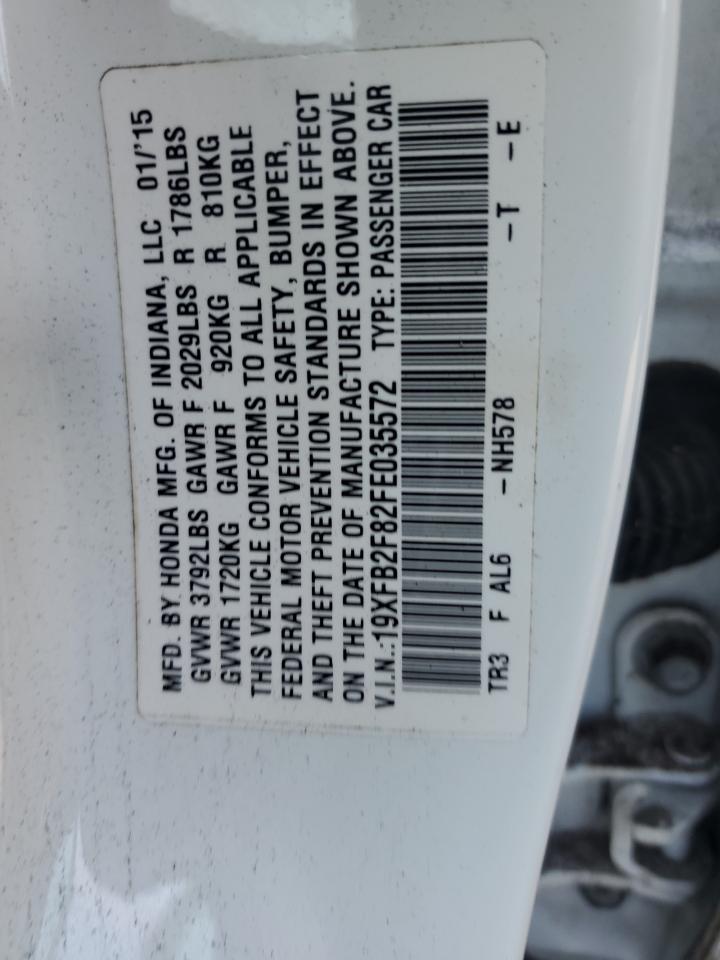 MFD. BY HONDA MFG. OF INDIANA, LLC 01/'15
GVWR 3792LBS GAWR F 2029LBS R 1786LBS
GVWR 1720KG GAWR F 920KG R 810KG
THIS VEHICLE CONFORMS TO ALL APPLICABLE
FEDERAL MOTOR VEHICLE SAFETY, BUMPER,
AND THEFT PREVENTION STANDARDS IN EFFECT
ON THE DATE OF MANUFACTURE SHOWN ABOVE.
V.I.N.:19XFB2F82FE035572 TYPE: PASSENGER CAR
TR3 F AL6 -NH578 -T -E